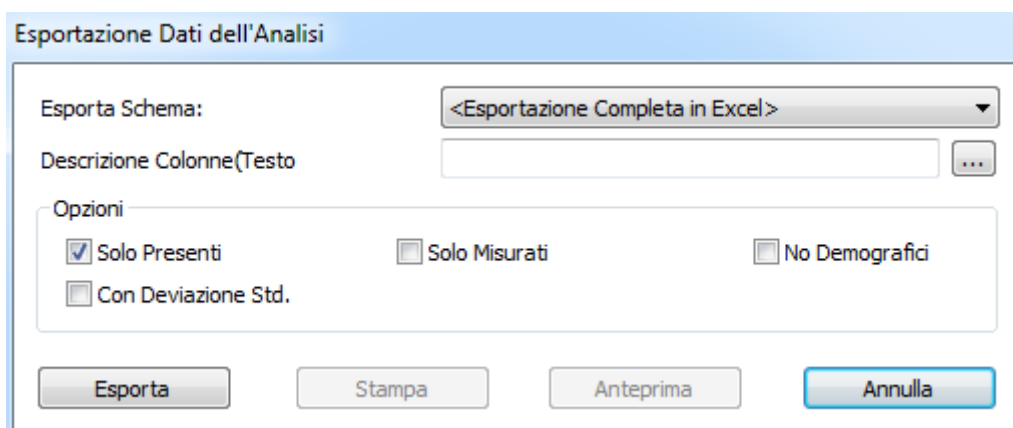 Esportazione Dati dell'Analisi
Esporta Schema: <Esportazione Completa in Excel>
Descrizione Colonne(Testo ...
Opzioni
Solo Presenti Solo Misurati No Demografici
Con Deviazione Std.
Esporta Stampa Anteprima Annulla